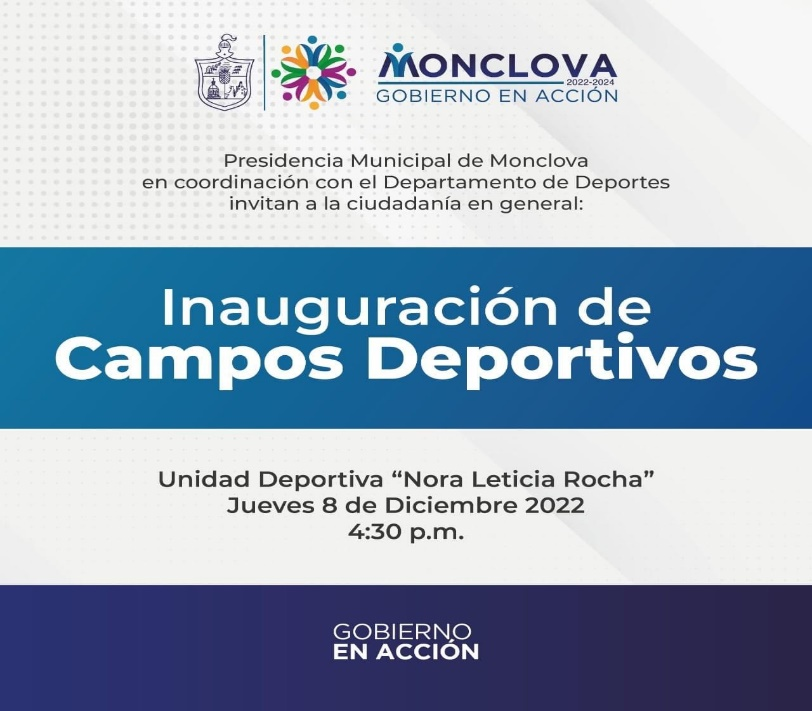 MONCLOVA
2022-2024
GOBIERNO EN ACCIÓN
Presidencia Municipal de Monclova
en coordinación con el Departamento de Deportes
invitan a la ciudadanía en general:
Inauguración de
Campos Deportivos
Unidad Deportiva “Nora Leticia Rocha”
Jueves 8 de Diciembre 2022
4:30 p.m.
GOBIERNO
EN ACCIÓN